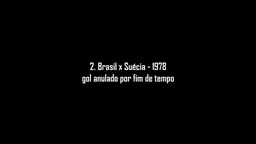 2. Brasil x Suécia - 1978
gol anulado por fim de tempo